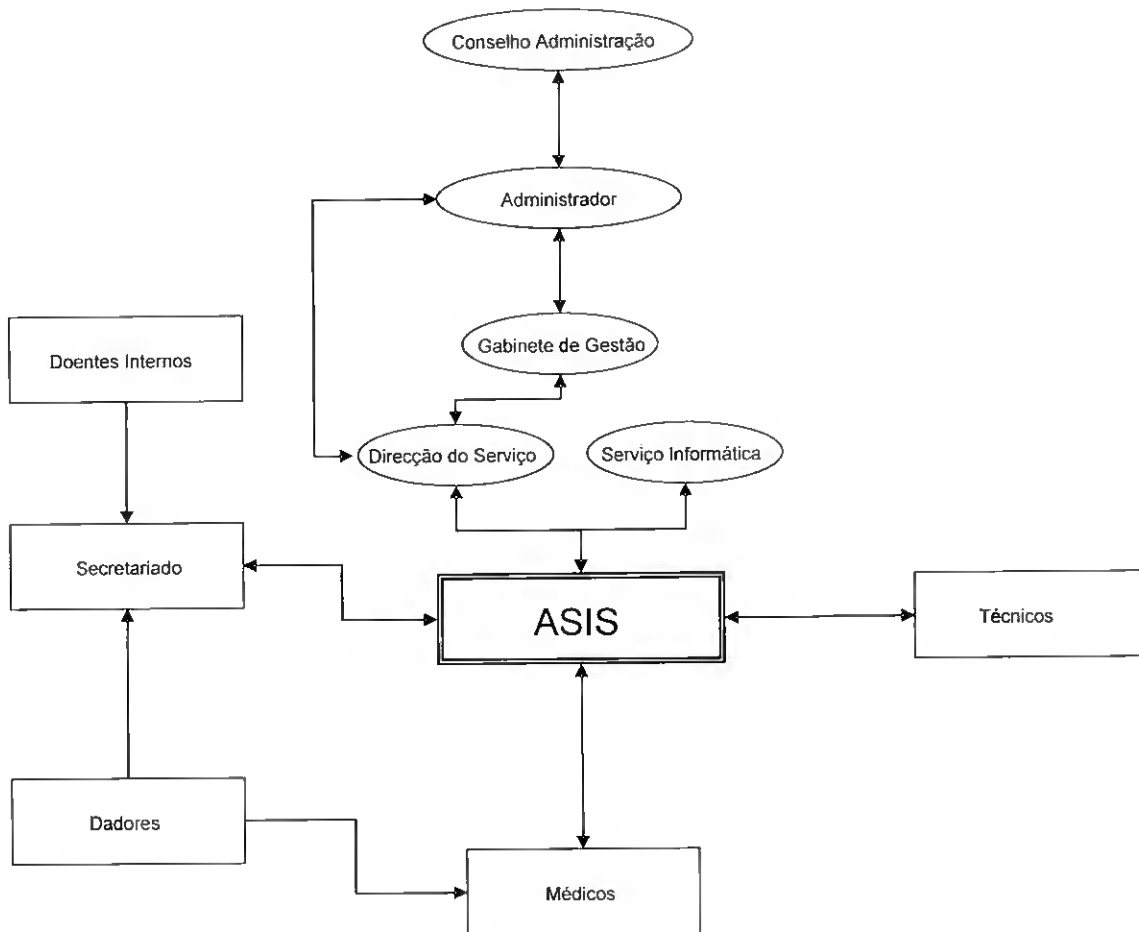 Conselho Administração
Administrador
Gabinete de Gestão
Doentes Internos
Direcção do Serviço
Serviço Informática
Secretariado
ASIS
Técnicos
Dadores
Médicos